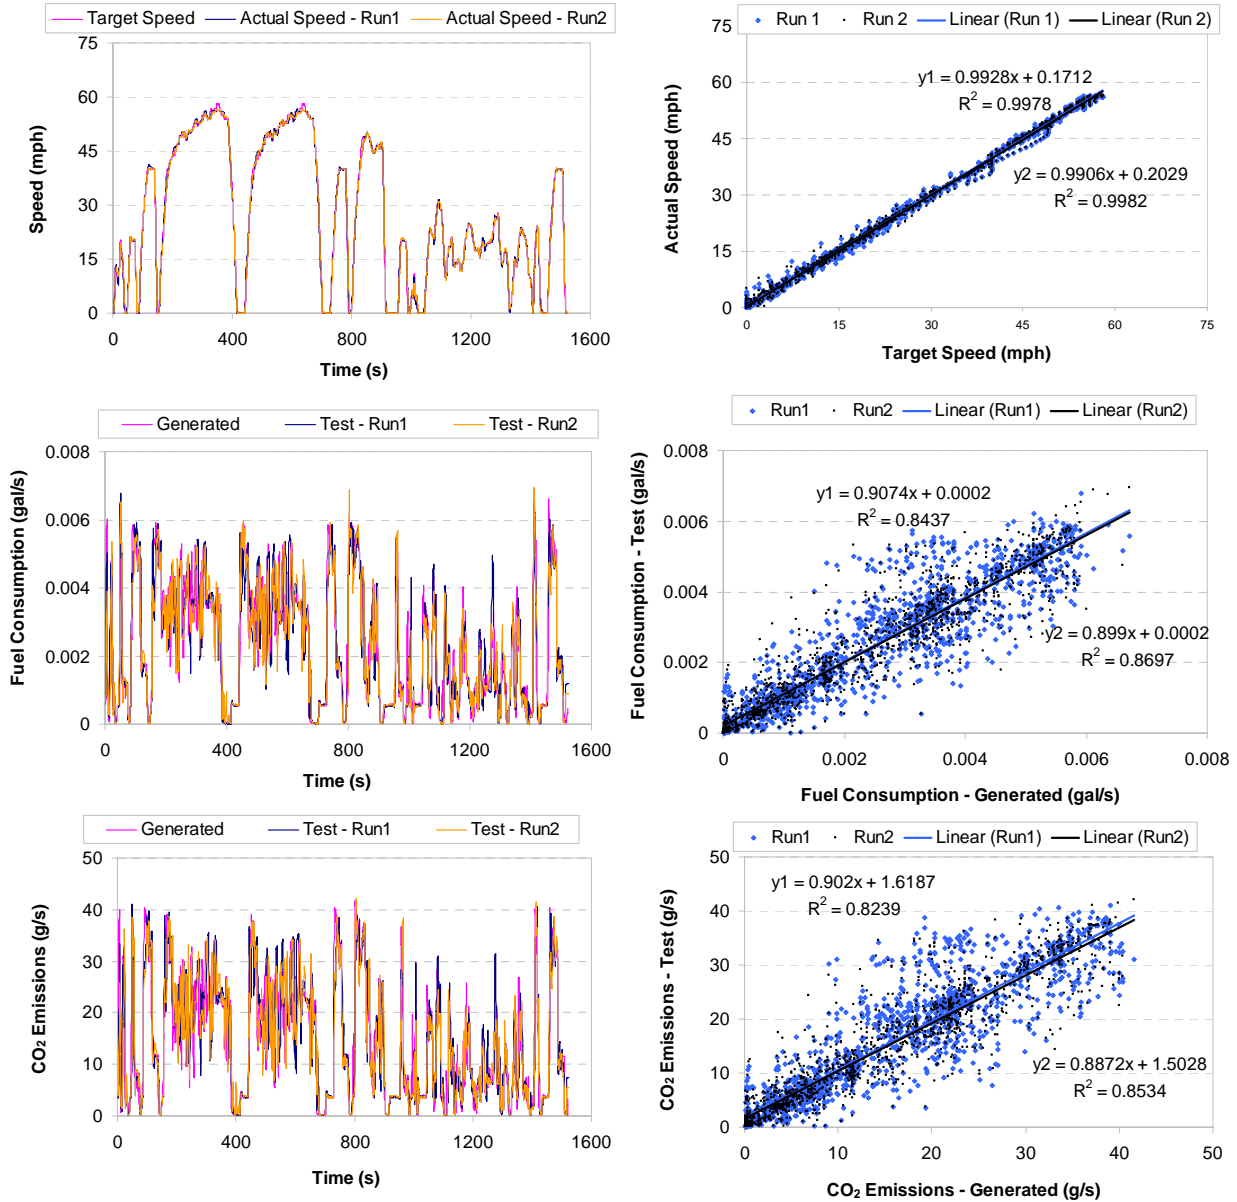 Target Speed Actual Speed - Run1 Actual Speed - Run2
75
60
45
30
15
0
Speed (mph)
0 400 800 1200 1600
Time (s)
Run 1 Run 2 Linear (Run 1) Linear (Run 2)
75
60
45
30
15
0
Actual Speed (mph)
y1 = 0.9928x + 0.1712
R2 = 0.9978
y2 = 0.9906x + 0.2029
R2 = 0.9982
0 15 30 45 60 75
Target Speed (mph)
Generated Test - Run1 Test - Run2
0.008
0.006
0.004
0.002
0
Fuel Consumption (gal/s)
0 400 800 1200 1600
Time (s)
Run1 Run2 Linear (Run1) Linear (Run2)
0.008
0.006
0.004
0.002
0
Fuel Consumption - Test (gal/s)
y1 = 0.9074x + 0.0002
R2 = 0.8437
y2 = 0.899x + 0.0002
R2 = 0.8697
0 0.002 0.004 0.006 0.008
Fuel Consumption - Generated (gal/s)
Generated Test - Run1 Test - Run2
50
40
30
20
10
0
CO2 Emissions (g/s)
0 400 800 1200 1600
Time (s)
Run1 Run2 Linear (Run1) Linear (Run2)
50
40
30
20
10
0
CO2 Emissions - Test (g/s)
y1 = 0.902x + 1.6187
R2 = 0.8239
y2 = 0.8872x + 1.5028
R2 = 0.8534
0 10 20 30 40 50
CO2 Emissions - Generated (g/s)